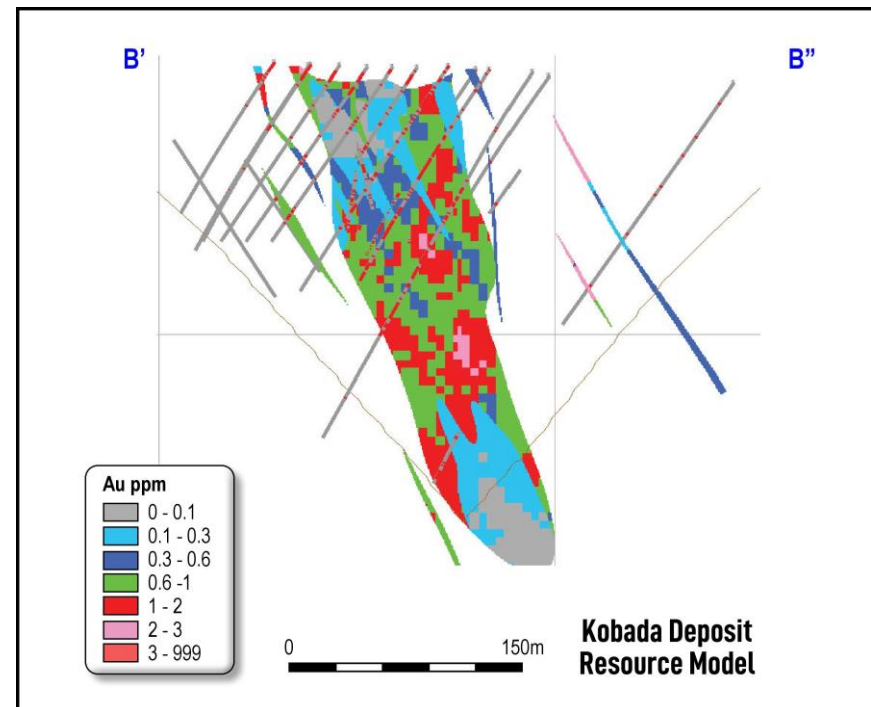 B’
B”
Au ppm
0 - 0.1
0.1 - 0.3
0.3 - 0.6
0.6 -1
1 - 2
2 - 3
3 - 999
0
150m
Kobada Deposit
Resource Model